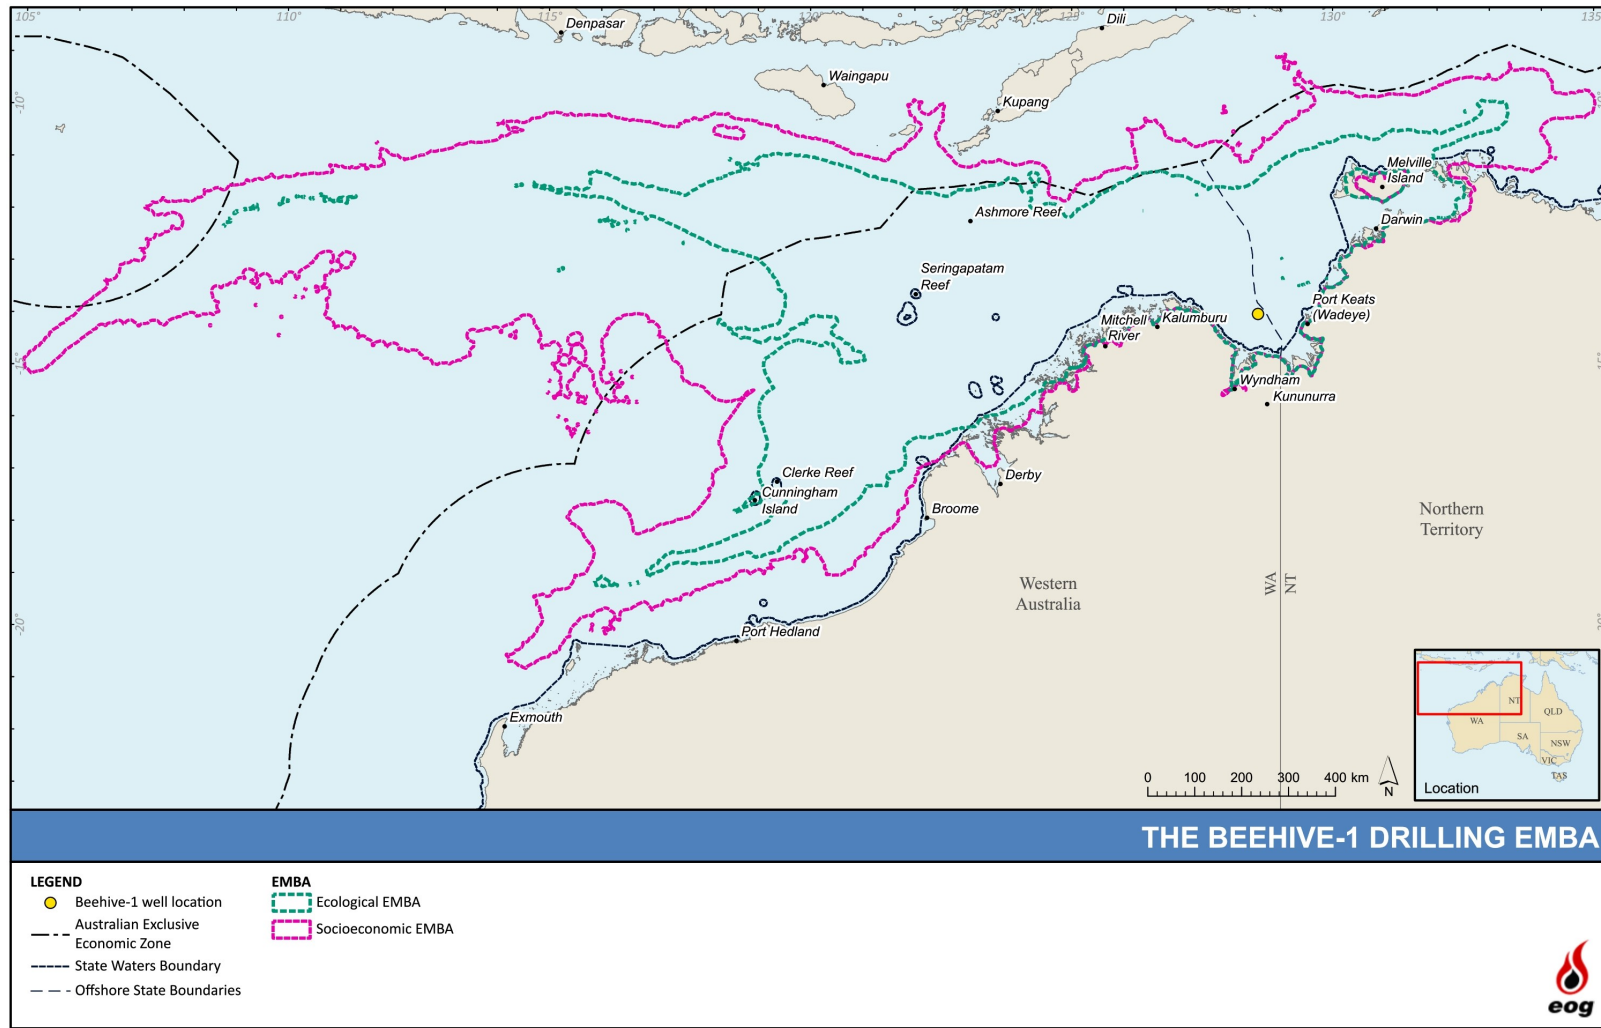 105°
110°
115°
120°
125°
130°
135
Denpasar
Dili
Waingapu
-10°
Kupang
Melville
Island
Ashmore Reef
Darwin
Seringapatam
Reef
Port Keats
(Wadeye)
Mitchell
River
Kalumburu
-15°
Wyndham
Kununurra
Clerke Reef
Derby
Cunningham
Island
Broome
Northern
Territory
Western
Australia
WA
NT
-20°
Port Hedland
Exmouth
0 100 200 300 400 km
N
NT
QLD
WA
SA
NSW
VIC
TAS
Location
THE BEEHIVE-1 DRILLING EMBA
LEGEND
Beehive-1 well location
Australian Exclusive
Economic Zone
State Waters Boundary
Offshore State Boundaries
EMBA
Ecological EMBA
Socioeconomic EMBA
eog